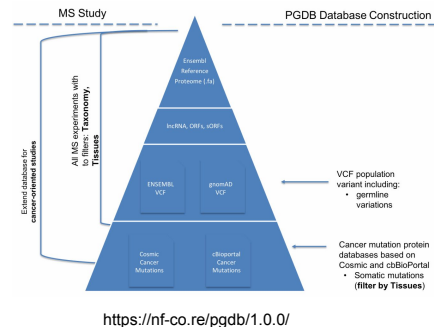 MS Study
PGDB Database Construction
Ensembl
Reference
Proteome (.fa)
lncRNA, ORFs, sORFs
ENSEMBL
VCF
gnomAD
VCF
Cosmic
Cancer
Mutations
cBioportal
Cancer
Mutations
Extend database for
cancer-oriented studies
All MS experiments with
to filters: Taxonomy,
Tissues
VCF population
variant including:
• germline
variations
Cancer mutation protein
databases based on
Cosmic and cbBioPortal
• Somatic mutations
(filter by Tissues)
https://nf-co.re/pgdb/1.0.0/